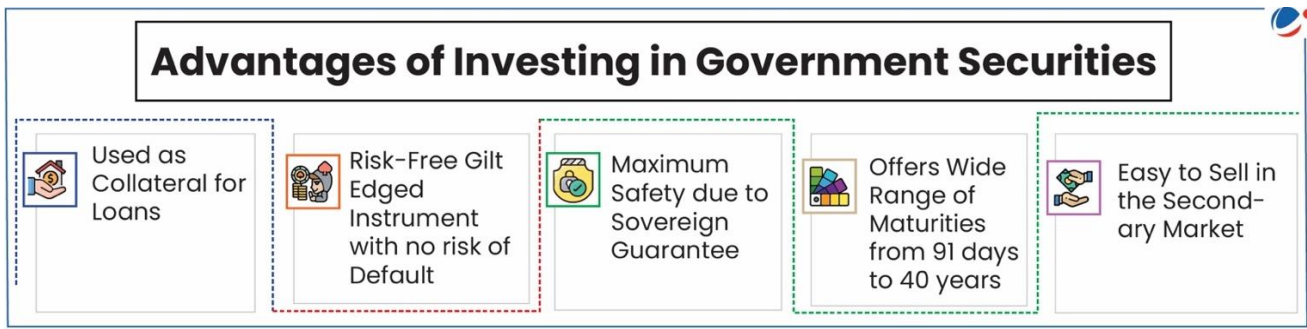 Advantages of Investing in Government Securities
Used as
Collateral for
Loans
Risk-Free Gilt
Edged
Instrument
with no risk of
Default
Maximum
Safety due to
Sovereign
Guarantee
Offers Wide
Range of
Maturities
from 91 days
to 40 years
Easy to Sell in
the Second-
ary Market